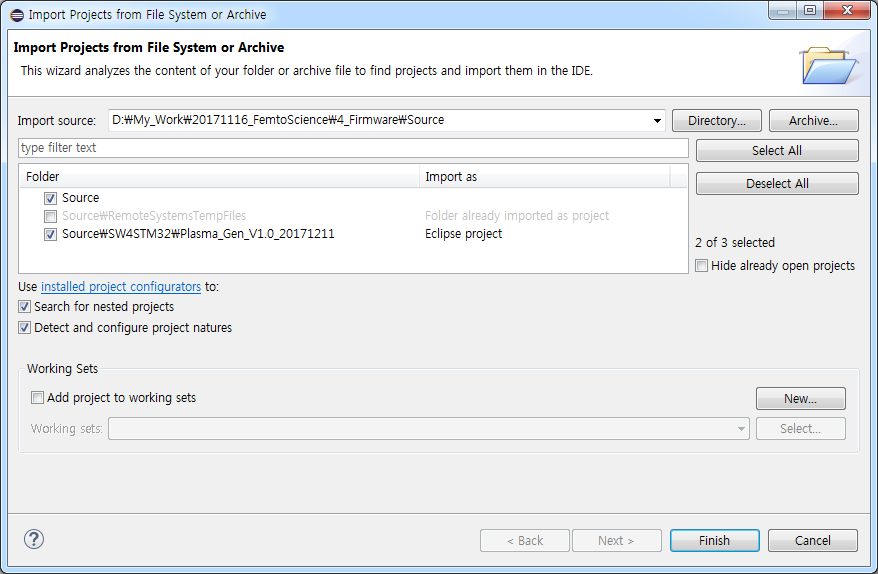 Import Projects from File System or Archive
Import Projects from File System or Archive
This wizard analyzes the content of your folder or archive file to find projects and import them in the IDE.
Import source: D:₩My_Work₩20171116_FemtoScience₩4_Firmware₩Source Directory... Archive...
type filter text Select All
Folder Import as Deselect All
Source
Source₩RemoteSystemsTempFiles Folder already imported as project
Source₩SW4STM32₩Plasma_Gen_V1.0_20171211 Eclipse project
2 of 3 selected
Hide already open projects
Use installed project configurators to:
Search for nested projects
Detect and configure project natures
Working Sets
Add project to working sets New...
Working sets: Select...
? < Back Next > Finish Cancel